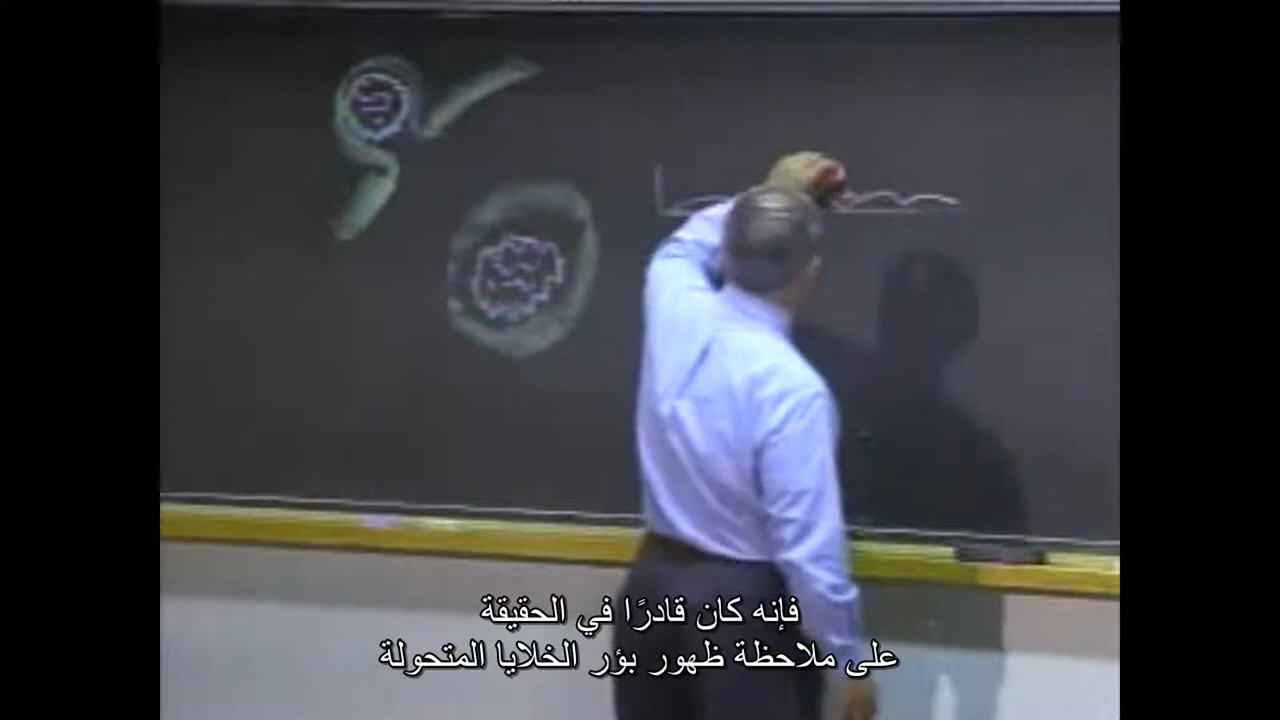 فإنه كان قادرًا في الحقيقة
على ملاحظة ظهور بؤر الخلايا المتحولة